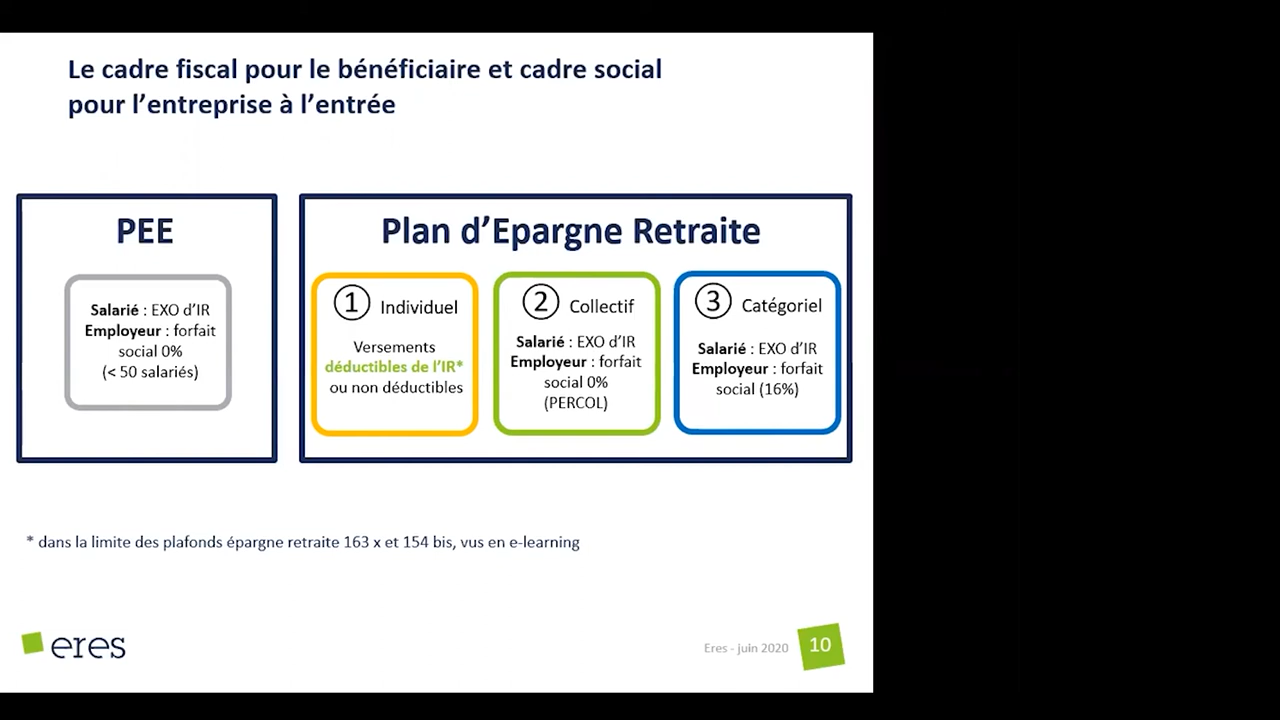 Le cadre fiscal pour le bénéficiaire et cadre social
pour l’entreprise à l’entrée
PEE
Salarié : EXO d’IR
Employeur : forfait
social 0%
(< 50 salariés)
Plan d’Epargne Retraite
1 Individuel
Versements
déductibles de l’IR*
ou non déductibles
2 Collectif
Salarié : EXO d’IR
Employeur : forfait
social 0%
(PERCOL)
3 Catégoriel
Salarié : EXO d’IR
Employeur : forfait
social (16%)
* dans la limite des plafonds épargne retraite 163 x et 154 bis, vus en e-learning
eres
Eres - juin 2020
10